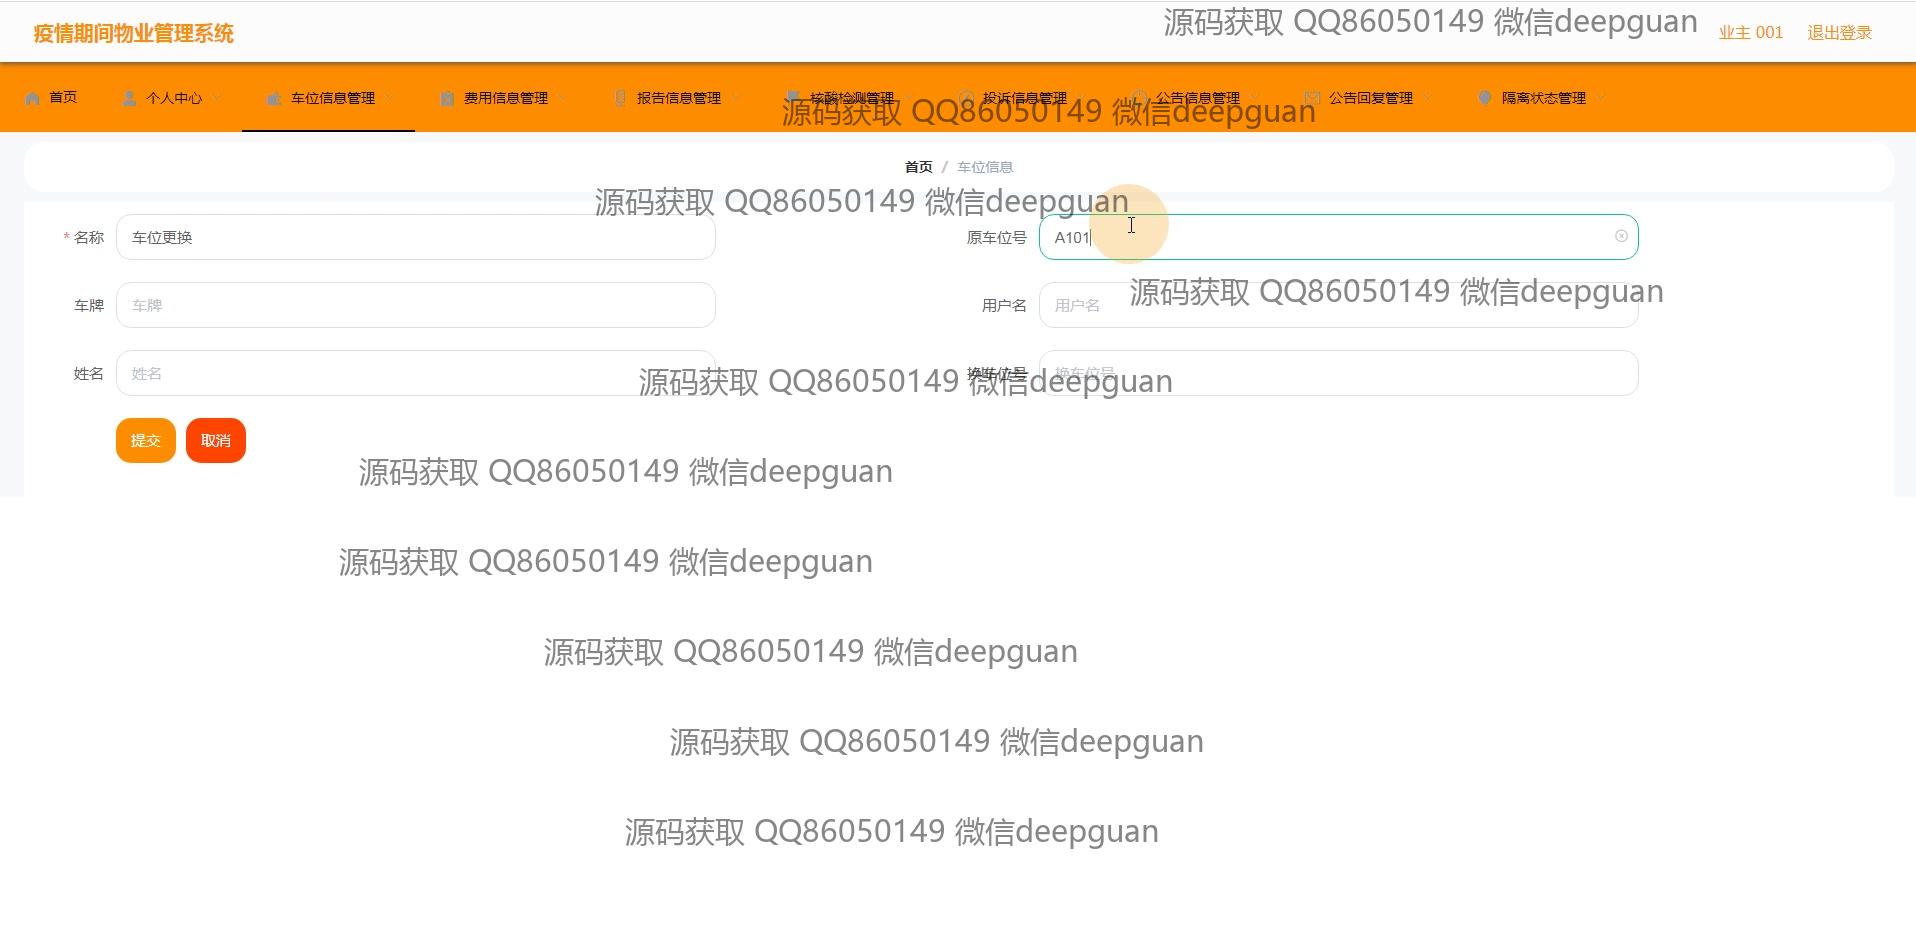 疫情期间物业管理系统
源码获取 QQ86050149 微信deepguan
业主 001 退出登录
首页 个人中心 车位信息管理 费用信息管理 报告信息管理 核酸检测管理 投诉信息管理 公告信息管理 公告回复管理 隔离状态管理
源码获取 QQ86050149 微信deepguan
首页 / 车位信息
源码获取 QQ86050149 微信deepguan
* 名称 车位更换 原车位号 A101
车牌 车牌 用户名 用户名
源码获取 QQ86050149 微信deepguan
姓名 姓名 换车位号 换车位号
源码获取 QQ86050149 微信deepguan
提交 取消
源码获取 QQ86050149 微信deepguan
源码获取 QQ86050149 微信deepguan
源码获取 QQ86050149 微信deepguan
源码获取 QQ86050149 微信deepguan
源码获取 QQ86050149 微信deepguan